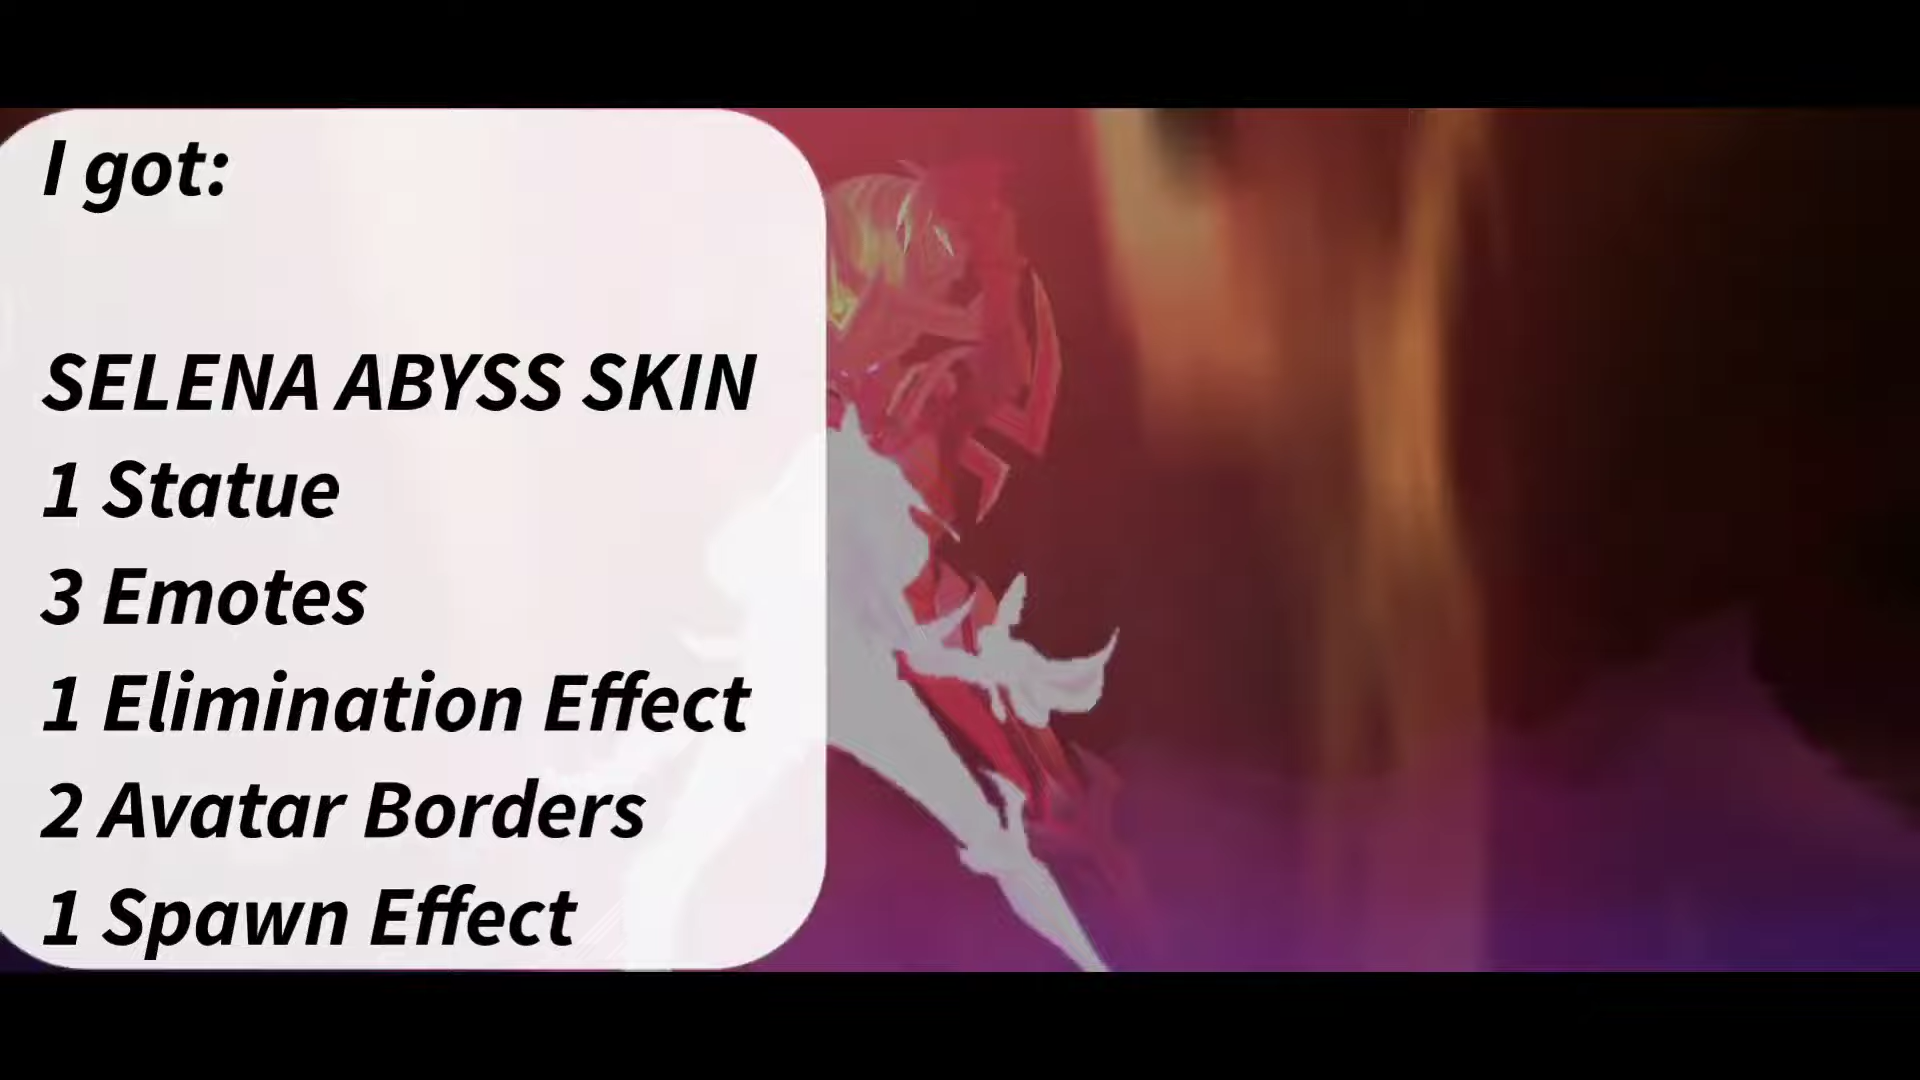 I got:
SELENA ABYSS SKIN
1 Statue
3 Emotes
1 Elimination Effect
2 Avatar Borders
1 Spawn Effect